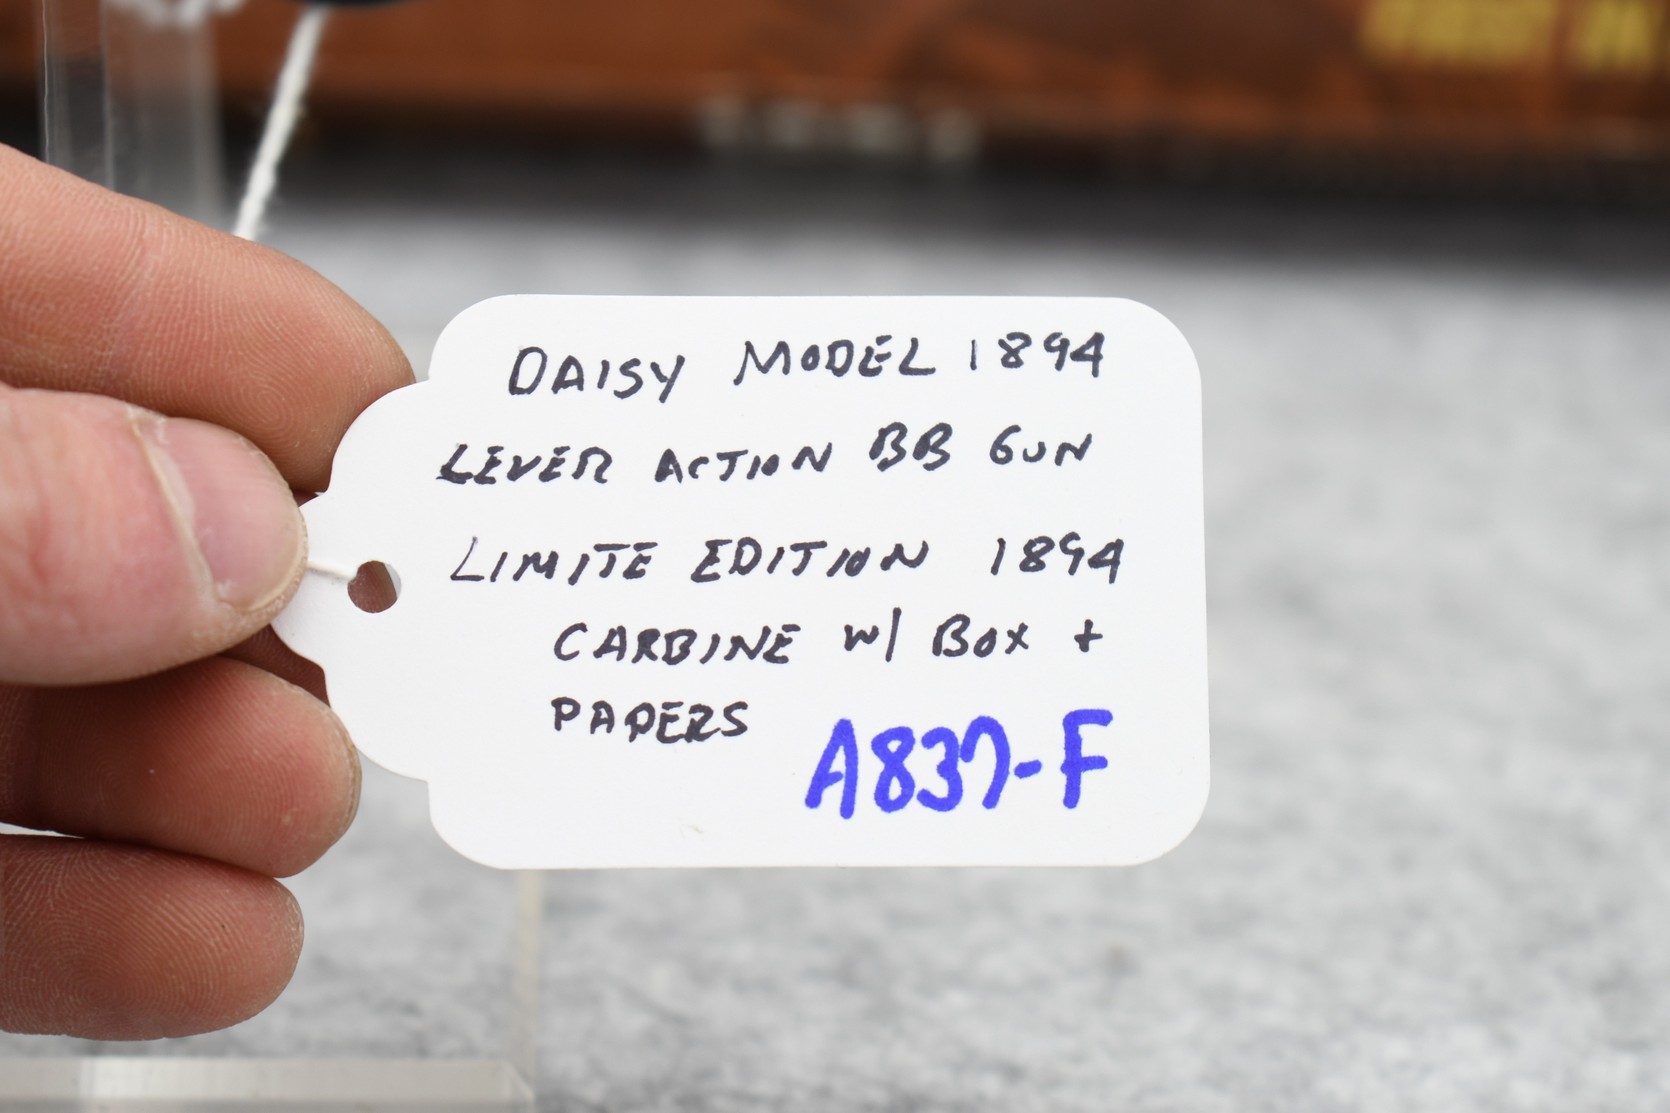 DAISY MODEL 1894
LEVER ACTION BB GUN
LIMITE EDITION 1894
CARBINE W/ BOX +
PAPERS
A837-F